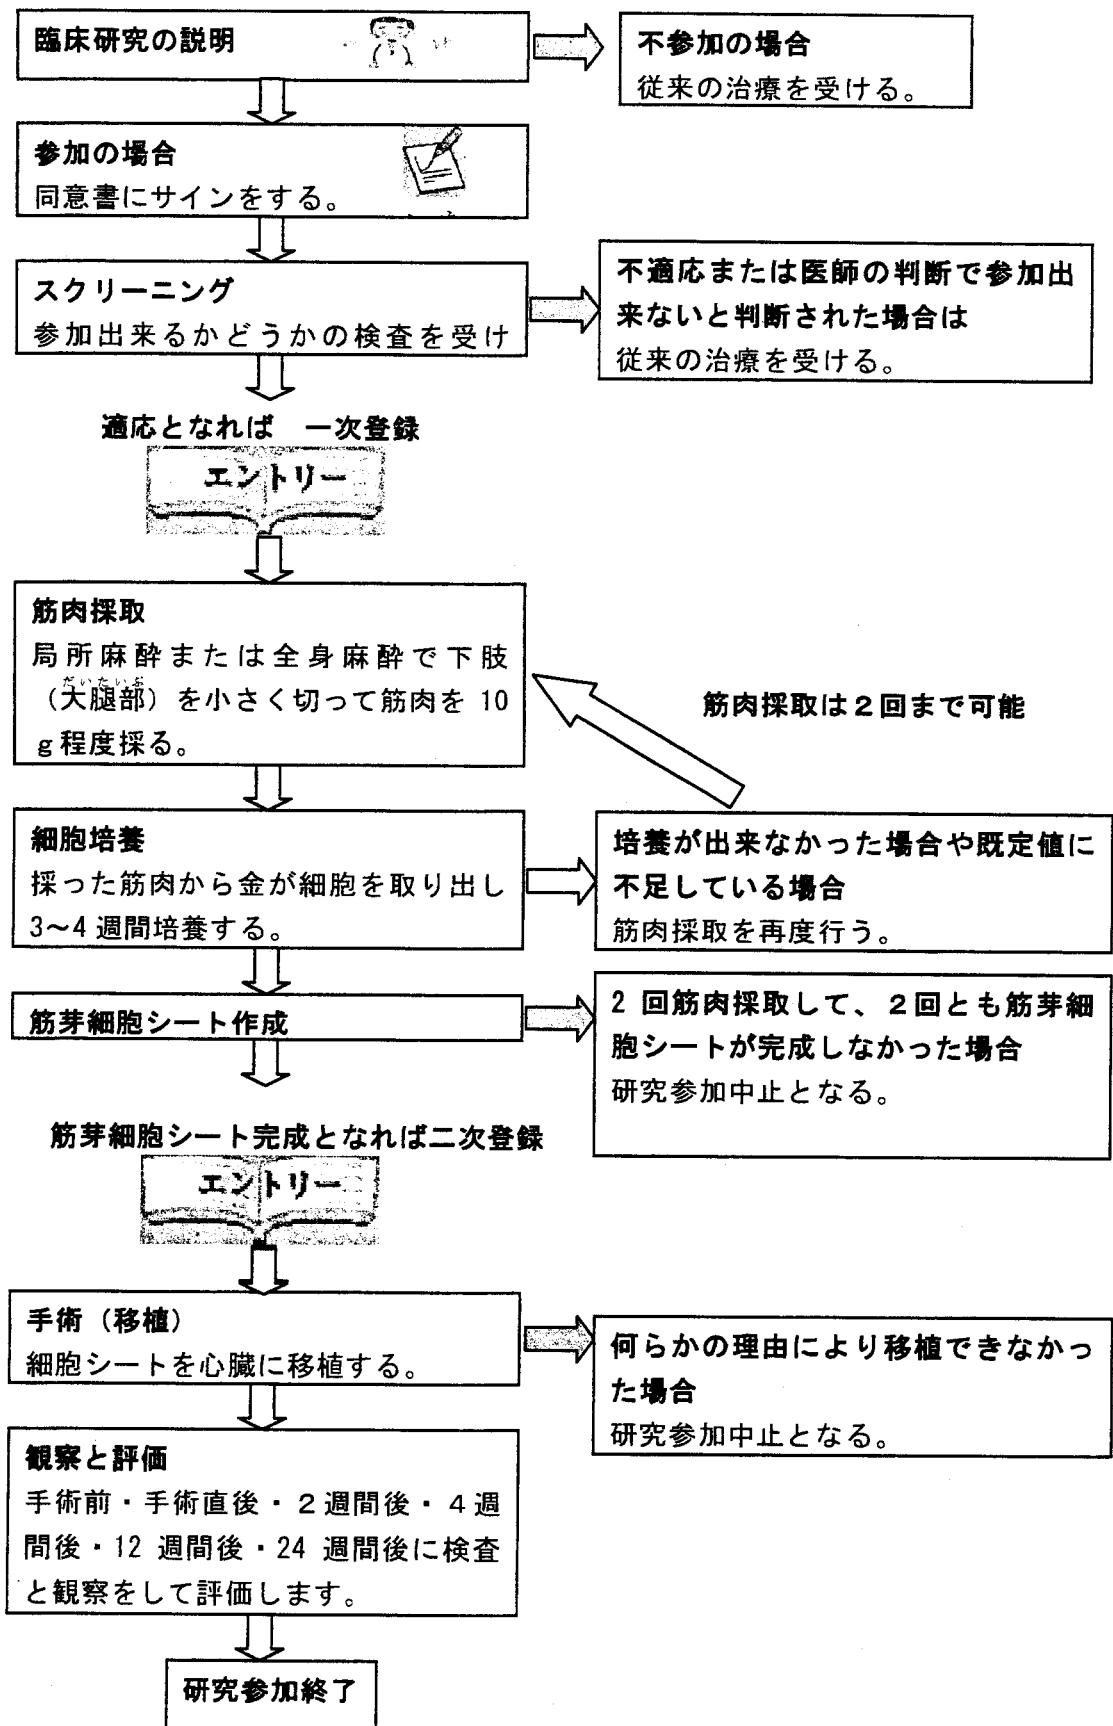 臨床研究の説明
不参加の場合
従来の治療を受ける。
参加の場合
同意書にサインをする。
スクリーニング
参加出来るかどうかの検査を受け
不適応または医師の判断で参加出
来ないと判断された場合は
従来の治療を受ける。
適応となれば 一次登録
エントリー
筋肉採取
局所麻酔または全身麻酔で下肢
だいたいぶ
（大腿部）を小さく切って筋肉を 10
g程度採る。
筋肉採取は２回まで可能
細胞培養
採った筋肉から金が細胞を取り出し
3～4 週間培養する。
培養が出来なかった場合や既定値に
不足している場合
筋肉採取を再度行う。
筋芽細胞シート作成
2 回筋肉採取して、２回とも筋芽細
胞シートが完成しなかった場合
研究参加中止となる。
筋芽細胞シート完成となれば二次登録
エントリー
手術（移植）
細胞シートを心臓に移植する。
何らかの理由により移植できなかっ
た場合
研究参加中止となる。
観察と評価
手術前・手術直後・２週間後・４週
間後・12 週間後・24 週間後に検査
と観察をして評価します。
研究参加終了